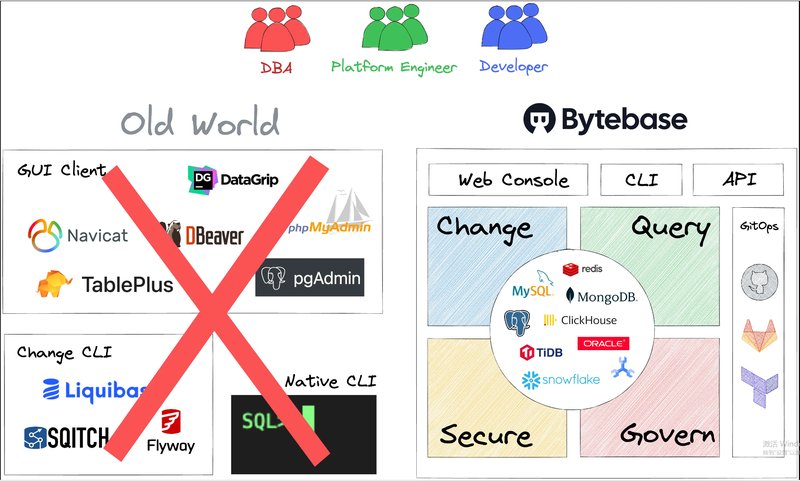 DBA
Platform Engineer
Developer
Old World
GUI Client
DG DataGrip
Navicat
DBeaver
phpMyAdmin
TablePlus
pgAdmin
Change CLI
Liquibas
SQITCH
Flyway
Native CLI
SQL>
Bytebase
Web Console
CLI
API
Change
Query
GitOps
redis
MySQL
MongoDB
ClickHouse
TiDB
ORACLE
snowflake
Secure
Govern
激活 Wind